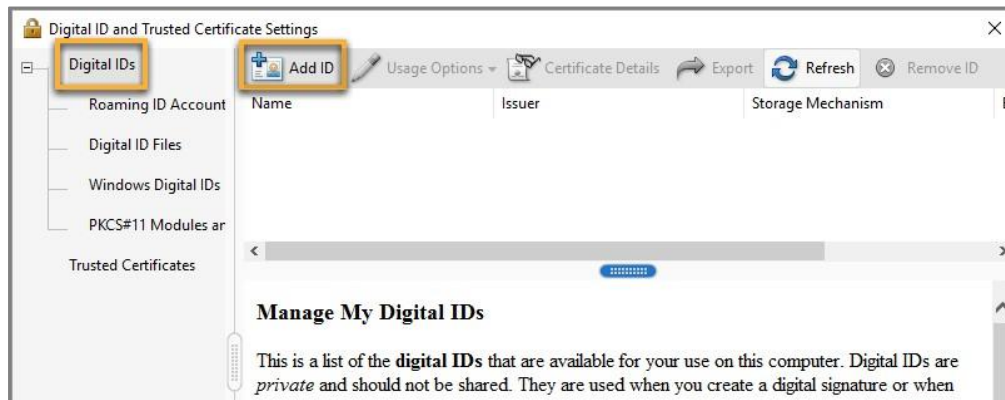 Digital ID and Trusted Certificate Settings
Digital IDs
Add ID Usage Options Certificate Details Export Refresh Remove ID
Roaming ID Account
Name Issuer Storage Mechanism
Digital ID Files
Windows Digital IDs
PKCS#11 Modules an
Trusted Certificates
Manage My Digital IDs
This is a list of the digital IDs that are available for your use on this computer. Digital IDs are
private and should not be shared. They are used when you create a digital signature or when